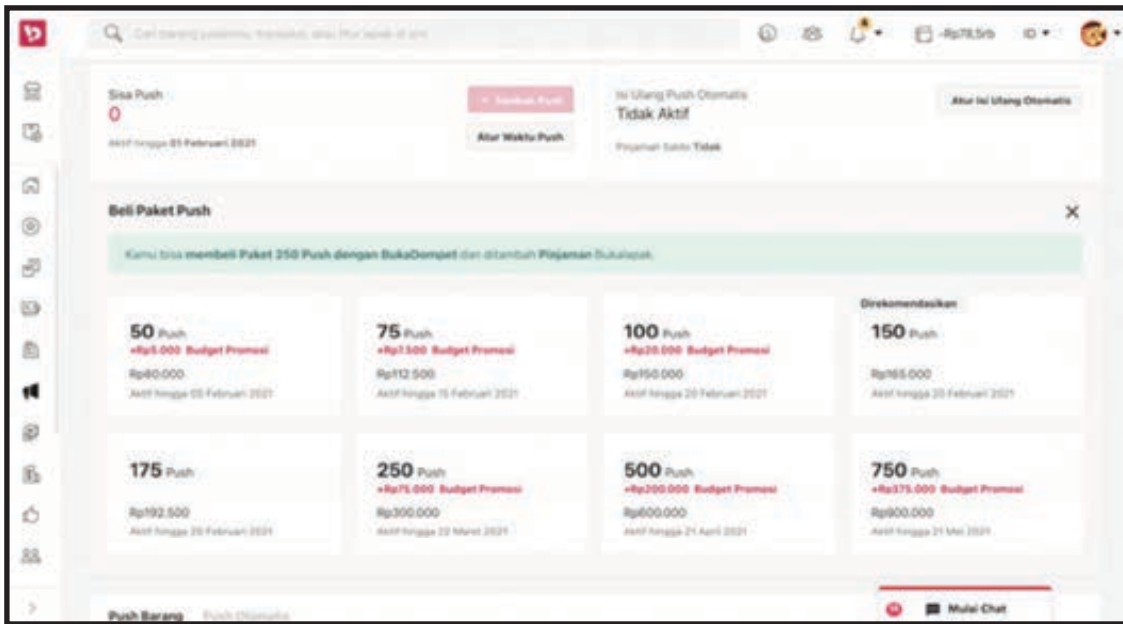 Cari barang
-Rp78,5rb
ID
Sisa Push
0
Aktif hingga 01 Februari 2021
+ Tambah Push
Atur Waktu Push
Isi Ulang Push Otomatis
Tidak Aktif
Pinjaman Saldo Tidak
Atur Isi Ulang Otomatis
Beli Paket Push
Kamu bisa membeli Paket 250 Push dengan BukaDompet dan ditambah Pinjaman Bukalapak.
50 Push
+Rp5.000 Budget Promosi
Rp80.000
Aktif hingga 05 Februari 2021
75 Push
+Rp7.500 Budget Promosi
Rp112.500
Aktif hingga 15 Februari 2021
100 Push
+Rp20.000 Budget Promosi
Rp150.000
Aktif hingga 20 Februari 2021
Direkomendasikan
150 Push
Rp165.000
Aktif hingga 20 Februari 2021
175 Push
Rp192.500
Aktif hingga 20 Februari 2021
250 Push
+Rp75.000 Budget Promosi
Rp300.000
Aktif hingga 22 Maret 2021
500 Push
+Rp200.000 Budget Promosi
Rp600.000
Aktif hingga 21 April 2021
750 Push
+Rp375.000 Budget Promosi
Rp900.000
Aktif hingga 21 Mei 2021
Push Barang
Push Otomatis
Mulai Chat